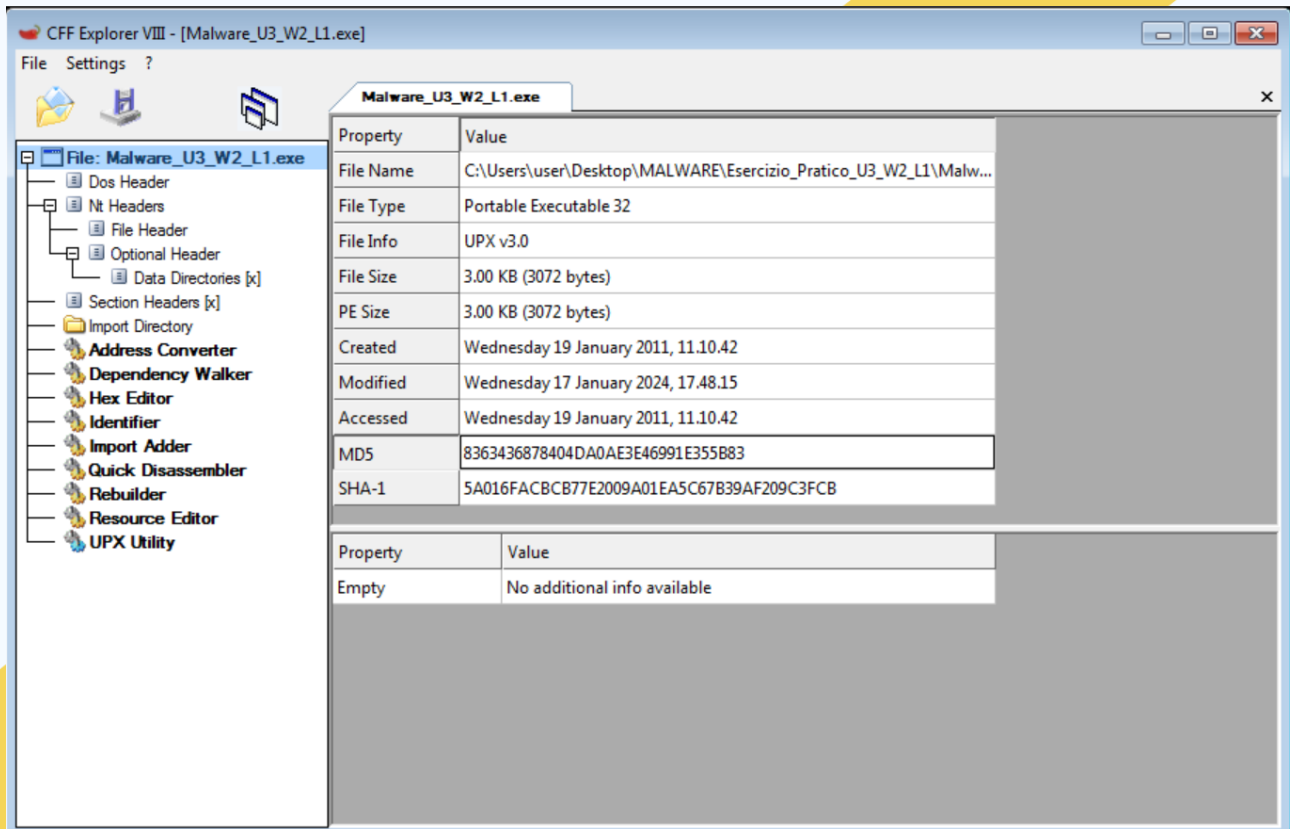 CFF Explorer VIII - [Malware_U3_W2_L1.exe]
File Settings ?
Malware_U3_W2_L1.exe
File: Malware_U3_W2_L1.exe
Dos Header
Nt Headers
File Header
Optional Header
Data Directories [x]
Section Headers [x]
Import Directory
Address Converter
Dependency Walker
Hex Editor
Identifier
Import Adder
Quick Disassembler
Rebuilder
Resource Editor
UPX Utility
Property Value
File Name C:\Users\user\Desktop\MALWARE\Esercizio_Pratico_U3_W2_L1\Malw...
File Type Portable Executable 32
File Info UPX v3.0
File Size 3.00 KB (3072 bytes)
PE Size 3.00 KB (3072 bytes)
Created Wednesday 19 January 2011, 11.10.42
Modified Wednesday 17 January 2024, 17.48.15
Accessed Wednesday 19 January 2011, 11.10.42
MD5 8363436878404DA0AE3E46991E355B83
SHA-1 5A016FACBCB77E2009A01EA5C67B39AF209C3FCB
Property Value
Empty No additional info available